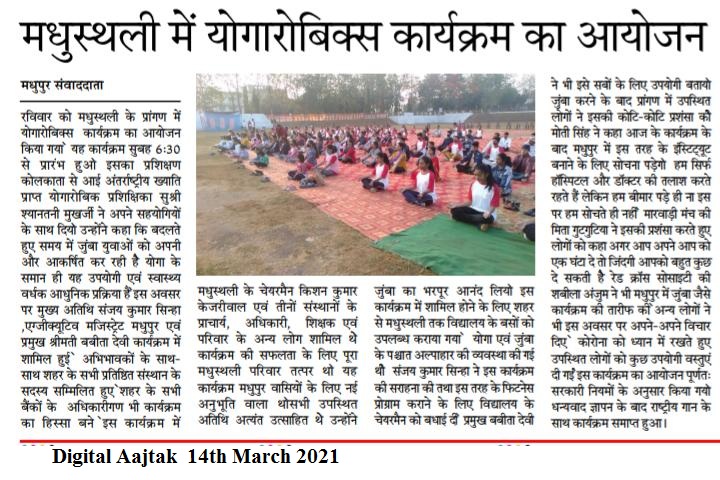 मधुस्थली में योगारोबिक्स कार्यक्रम का आयोजन
मधुपुर संवाददाता
रविवार को मधुस्थली के प्रांगण में
योगारोबिक्स कार्यक्रम का आयोजन
किया गया' यह कार्यक्रम सुबह 6:30
से प्रारंभ हुआे इसका प्रशिक्षण
कोलकाता से आई अंतर्राष्ट्रीय ख्याति
प्राप्त योगारोबिक प्रशिक्षिका सुश्री
श्यानतनी मुखर्जी ने अपने सहयोगियों
के साथ दियाे उन्होंने कहा कि बदलते
हुए समय में जुंबा युवाओं को अपनी
और आकर्षित कर रही है योग के
समान ही यह उपयोगी एवं स्वास्थ्य
वर्धक आधुनिक प्रक्रिया हैं इस अवसर
पर मुख्य अतिथि संजय कुमार सिन्हा
,एग्जीक्यूटिव मजिस्ट्रेट मधुपुर एवं
प्रमुख श्रीमती बबीता देवी कार्यक्रम में
शामिल हुई` अभिभावकों के साथ-
साथ शहर के सभी प्रतिष्ठित संस्थान के
सदस्य सम्मिलित हुए`शहर के सभी
बैंकों के अधिकारीगण भी कार्यक्रम
का हिस्सा बने `इस कार्यक्रम में
मधुस्थली के चेयरमैन किशन कुमार
केजरीवाल एवं तीनों संस्थानों के
प्राचार्य, अधिकारी, शिक्षक एवं
परिवार के अन्य लोग शामिल थे
कार्यक्रम की सफलता के लिए पूरा
मधुस्थली परिवार तत्पर थो यह
कार्यक्रम मधुपुर वासियों के लिए नई
अनुभूति वाला थोसभी उपस्थित
अतिथि अत्यंत उत्साहित थे उन्होंने
जुंबा का भरपूर आनंद लियाे इस
कार्यक्रम में शामिल होने के लिए शहर
से मधुस्थली तक विद्यालय के बसों को
उपलब्ध कराया गया` योगा एवं जुंबा
के पश्चात अल्पाहार की व्यवस्था की गई
थी संजय कुमार सिन्हा ने इस कार्यक्रम
की सराहना की तथा इस तरह के फिटनेस
प्रोग्राम कराने के लिए विद्यालय के
चेयरमैन को बधाई दीं प्रमुख बबीता देवी
ने भी इसे सबों के लिए उपयोगी बतायाे
जुंबा करने के बाद प्रांगण में उपस्थित
लोगों ने इसकी कोटि-कोटि प्रशंसा की
मोती सिंह ने कहा आज के कार्यक्रम के
बाद मधुपुर में इस तरह के इंस्टिट्यूट
बनाने के लिए सोचना पड़ेगाे हम सिर्फ
हॉस्पिटल और डॉक्टर की तलाश करते
रहते हैं लेकिन हम बीमार पड़े ही ना इस
पर हम सोचते ही नहीं` मारवाड़ी मंच की
मिता गुटगुटिया ने इसकी प्रशंसा करते हुए
लोगों को कहा अगर आप अपने आप को
एक घंटा दे तो जिंदगी आपको बहुत कुछ
दे सकती है रेड क्रॉस सोसाइटी की
शबीला अंजुम ने भी मधुपूर में जुंबा जैसे
कार्यक्रम की तारीफ की अन्य लोगों ने
भी इस अवसर पर अपने-अपने विचार
दिए` कोरोना को ध्यान में रखते हुए
उपस्थित लोगों को कुछ उपयोगी वस्तुएं
दी गईं इस कार्यक्रम का आयोजन पूर्णतः
सरकारी नियमों के अनुसार किया गयाे
धन्यवाद ज्ञापन के बाद राष्ट्रीय गान के
साथ कार्यक्रम समाप्त हुआ।
Digital Aajtak 14th March 2021